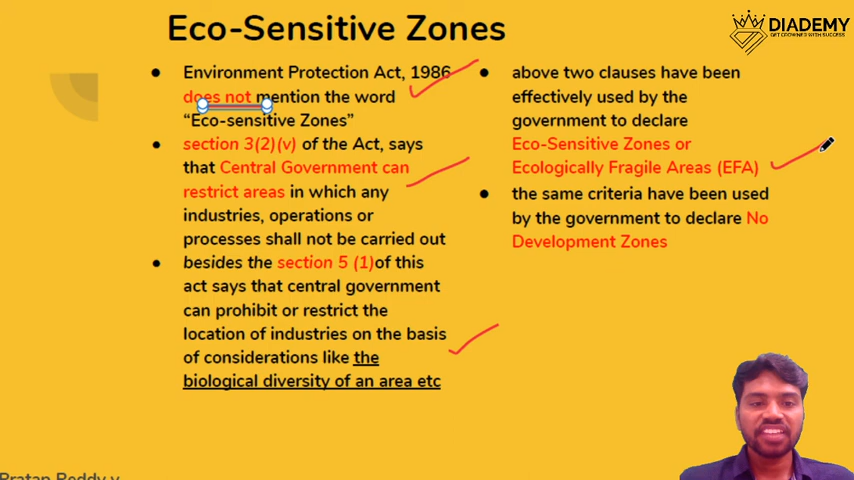 Eco-Sensitive Zones
DIADEMY
GET CROWNED WITH SUCCESS
Environment Protection Act, 1986
does not mention the word
“Eco-sensitive Zones”
section 3(2)(v) of the Act, says
that Central Government can
restrict areas in which any
industries, operations or
processes shall not be carried out
besides the section 5 (1)of this
act says that central government
can prohibit or restrict the
location of industries on the basis
of considerations like the
biological diversity of an area etc
above two clauses have been
effectively used by the
government to declare
Eco-Sensitive Zones or
Ecologically Fragile Areas (EFA)
the same criteria have been used
by the government to declare No
Development Zones
Pratap Reddy v